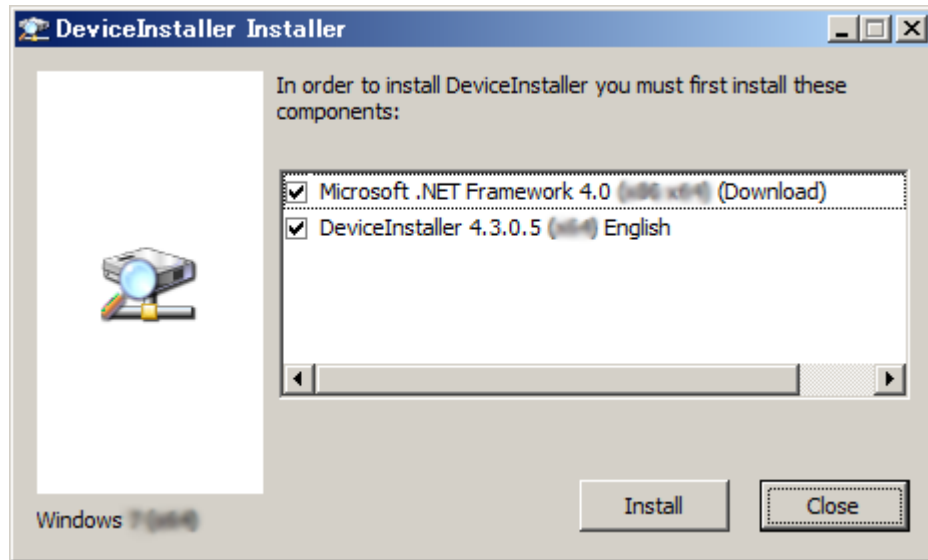 DeviceInstaller Installer
In order to install DeviceInstaller you must first install these
components:
Microsoft .NET Framework 4.0 (Download)
DeviceInstaller 4.3.0.5 English
Windows
Install
Close